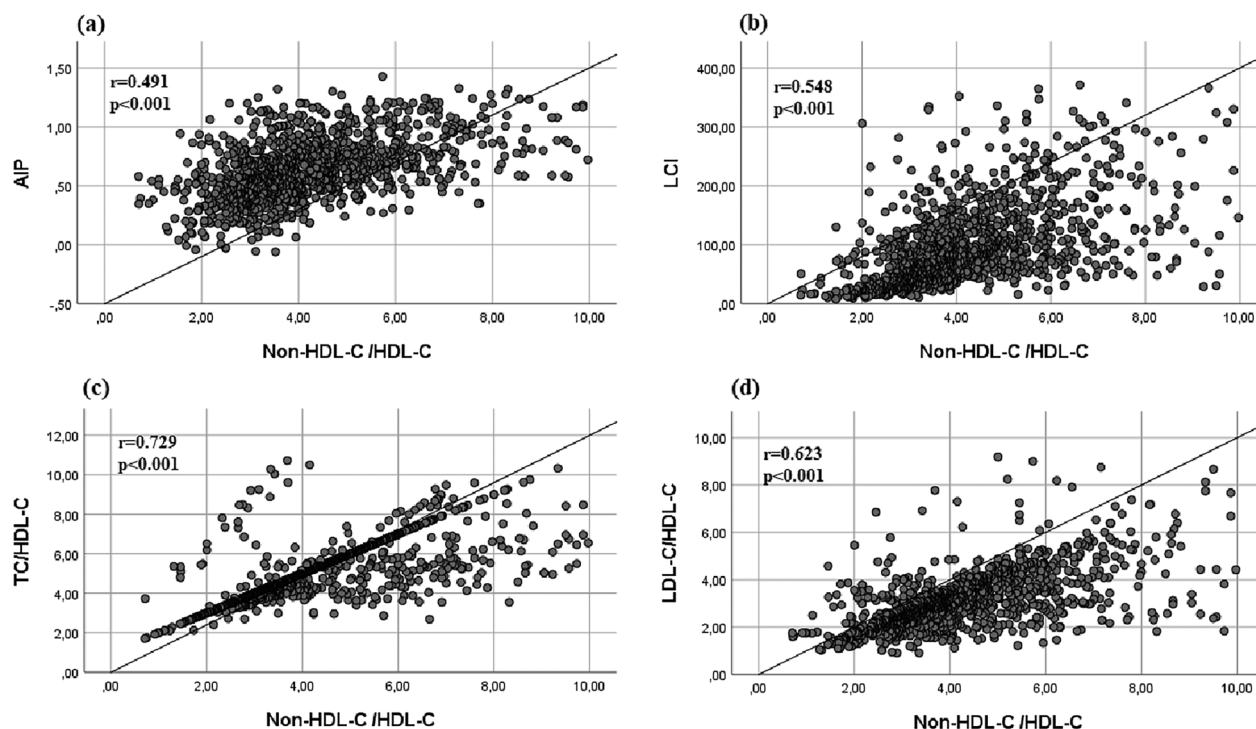 (a)
r=0.491
p<0.001
AIP
1,50
1,00
,50
,00
-,50
,00 2,00 4,00 6,00 8,00 10,00
Non-HDL-C /HDL-C
(b)
r=0.548
p<0.001
LCI
400,00
300,00
200,00
100,00
,00
,00 2,00 4,00 6,00 8,00 10,00
Non-HDL-C /HDL-C
(c)
r=0.729
p<0.001
TC/HDL-C
12,00
10,00
8,00
6,00
4,00
2,00
,00
,00 2,00 4,00 6,00 8,00 10,00
Non-HDL-C /HDL-C
(d)
r=0.623
p<0.001
LDL-C/HDL-C
10,00
8,00
6,00
4,00
2,00
,00
,00 2,00 4,00 6,00 8,00 10,00
Non-HDL-C /HDL-C